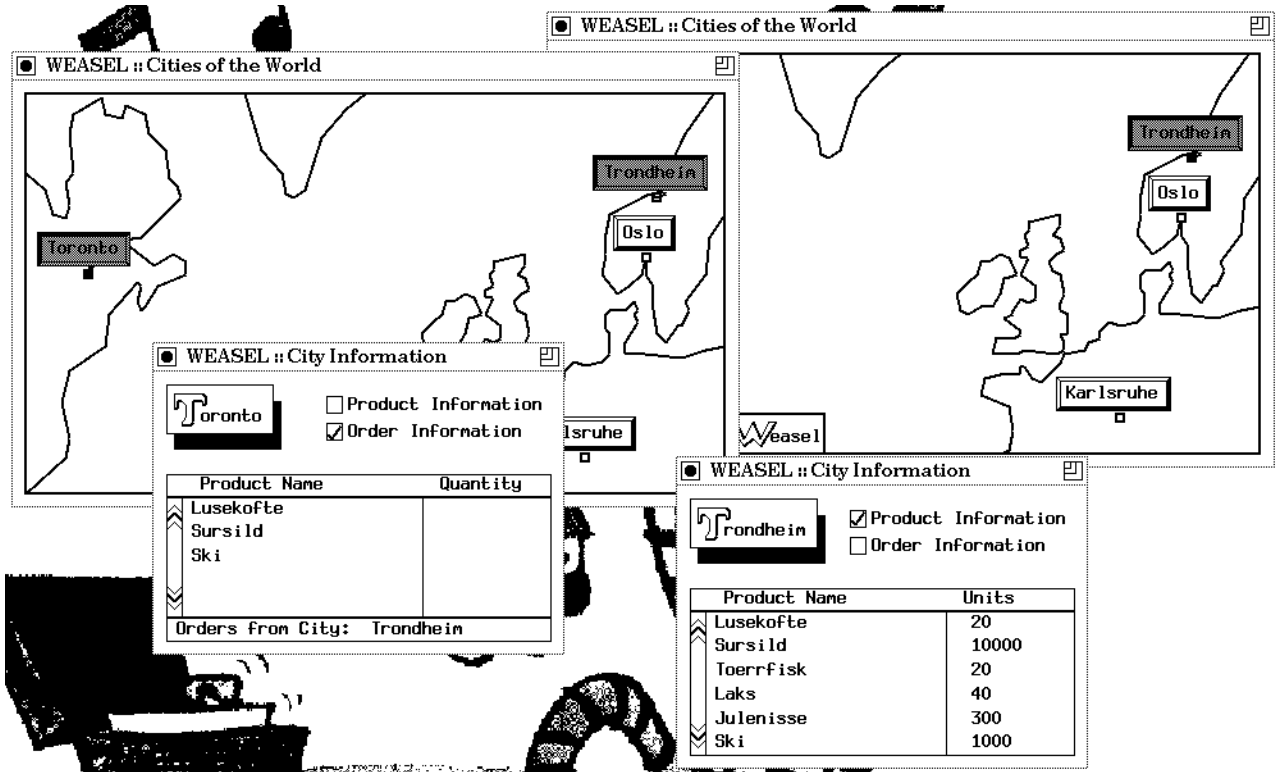 WEASEL :: Cities of the World
Trondheim
Oslo
Karlsruhe
Weasel
WEASEL :: Cities of the World
Trondheim
Oslo
Toronto
lsruhe
WEASEL :: City Information
Toronto
Product Information
Order Information
Product Name Quantity
Lusekofte
Sursild
Ski
Orders from City: Trondheim
WEASEL :: City Information
Trondheim
Product Information
Order Information
Product Name Units
Lusekofte 20
Sursild 10000
Toerrfisk 20
Laks 40
Julenisse 300
Ski 1000